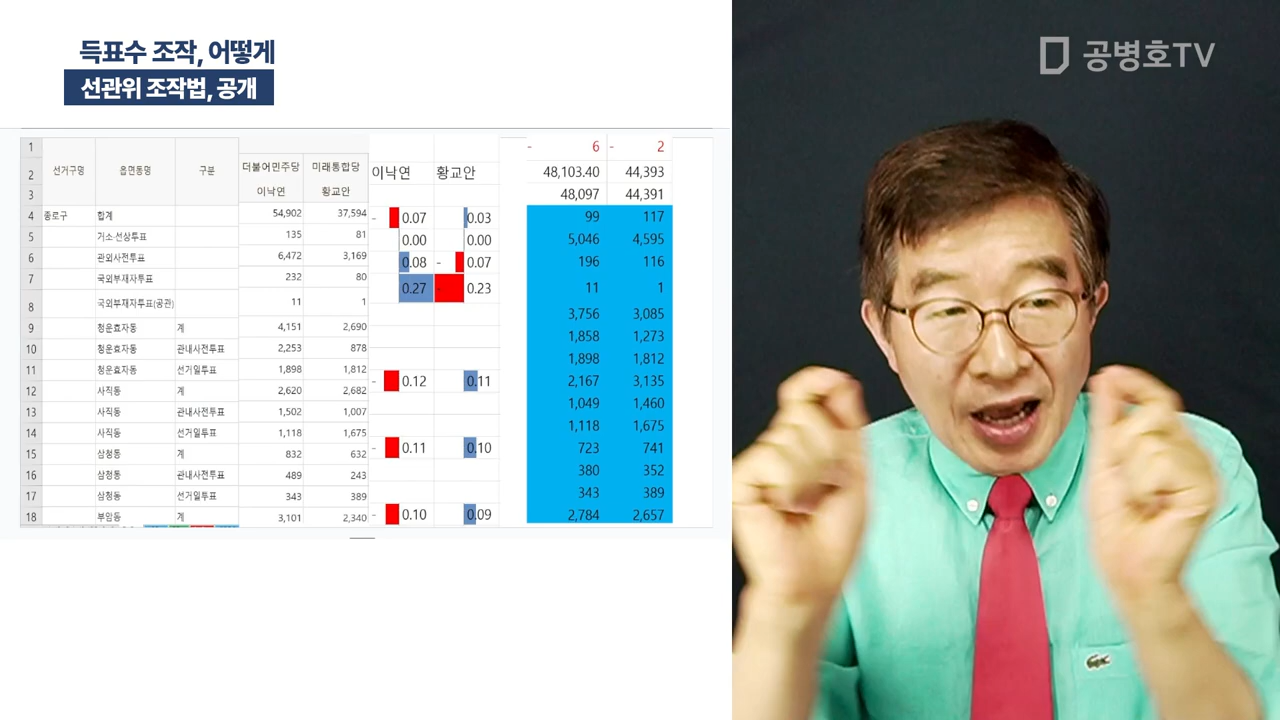 득표수 조작, 어떻게
선관위 조작법, 공개
공병호TV
1 - 6 - 2
2 선거구명 읍면동명 구분 더불어민주당 미래통합당 이낙연 황교안 48,103.40 44,393
3 이낙연 황교안 48,097 44,391
4 종로구 합계 54,902 37,594 - 0.07 0.03 99 117
5 거소·선상투표 135 81 0.00 0.00 5,046 4,595
6 관외사전투표 6,472 3,169 0.08 - 0.07 196 116
7 국외부재자투표 232 80 0.27 0.23 11 1
8 국외부재자투표(공관) 11 1 3,756 3,085
9 청운효자동 계 4,151 2,690 1,858 1,273
10 청운효자동 관내사전투표 2,253 878 1,898 1,812
11 청운효자동 선거일투표 1,898 1,812 - 0.12 0.11 2,167 3,135
12 사직동 계 2,620 2,682 1,049 1,460
13 사직동 관내사전투표 1,502 1,007 1,118 1,675
14 사직동 선거일투표 1,118 1,675 - 0.11 0.10 723 741
15 삼청동 계 832 632 380 352
16 삼청동 관내사전투표 489 243 343 389
17 삼청동 선거일투표 343 389
18 부암동 계 3,101 2,340 - 0.10 0.09 2,784 2,657